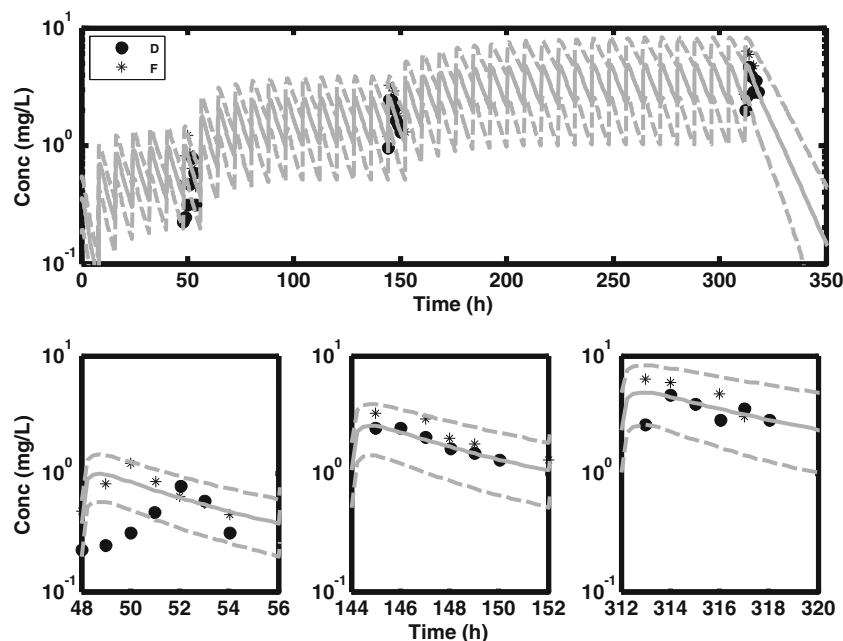 10^1
D
F
10^0
Conc (mg/L)
10^-1
0 50 100 150 200 250 300 350
Time (h)
10^1 10^1 10^1
Conc (mg/L)
10^0 10^0 10^0
10^-1 10^-1 10^-1
48 50 52 54 56 144 146 148 150 152 312 314 316 318 320
Time (h)